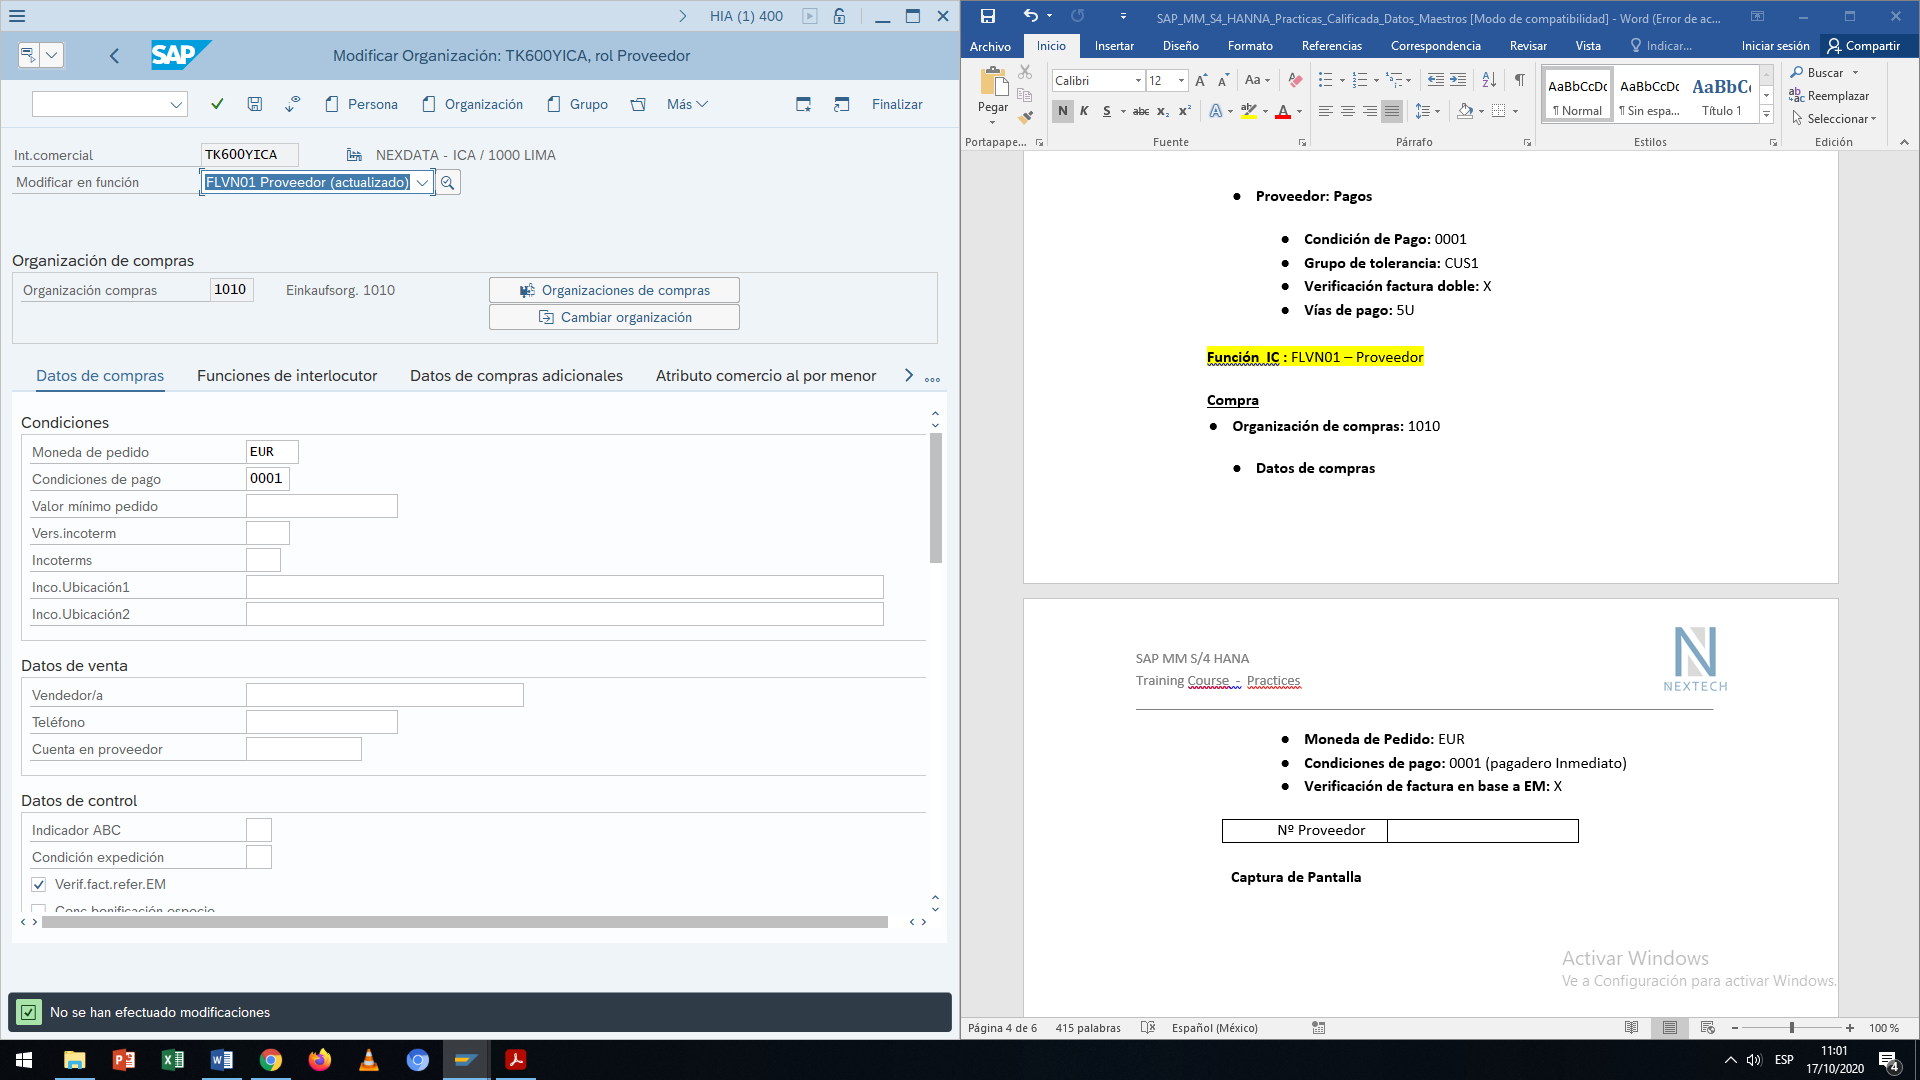 HIA (1) 400
SAP
Modificar Organización: TK600YICA, rol Proveedor
Persona
Organización
Grupo
Más
Finalizar
Int.comercial
TK600YICA
NEXDATA - ICA / 1000 LIMA
Modificar en función
FLVN01 Proveedor (actualizado)
Organización de compras
Organización compras
1010
Einkaufsorg. 1010
Organizaciones de compras
Cambiar organización
Datos de compras
Funciones de interlocutor
Datos de compras adicionales
Atributo comercio al por menor
Condiciones
Moneda de pedido
EUR
Condiciones de pago
0001
Valor mínimo pedido
Vers.incoterm
Incoterms
Inco.Ubicación1
Inco.Ubicación2
Datos de venta
Vendedor/a
Teléfono
Cuenta en proveedor
Datos de control
Indicador ABC
Condición expedición
Verif.fact.refer.EM
Conc.bonificación especie
No se han efectuado modificaciones
SAP_MM_S4_HANNA_Practicas_Calificada_Datos_Maestros [Modo de compatibilidad] - Word (Error de ac...
Archivo
Inicio
Insertar
Diseño
Formato
Referencias
Correspondencia
Revisar
Vista
Indicar...
Iniciar sesión
Compartir
Pegar
Calibri
12
Aa
N K S abc x₂ x² A A
AaBbCcDc
AaBbCcDc
AaBbC
¶ Normal
¶ Sin espa...
Título 1
Buscar
Reemplazar
Seleccionar
Portapape...
Fuente
Párrafo
Estilos
Edición
● Proveedor: Pagos
● Condición de Pago: 0001
● Grupo de tolerancia: CUS1
● Verificación factura doble: X
● Vías de pago: 5U
Función IC : FLVN01 – Proveedor
Compra
● Organización de compras: 1010
● Datos de compras
SAP MM S/4 HANA
Training Course - Practices
N
NEXTECH
● Moneda de Pedido: EUR
● Condiciones de pago: 0001 (pagadero Inmediato)
● Verificación de factura en base a EM: X
Nº Proveedor
Captura de Pantalla
Activar Windows
Ve a Configuración para activar Windows.
Página 4 de 6
415 palabras
Español (México)
100 %
ESP
11:01
17/10/2020
4